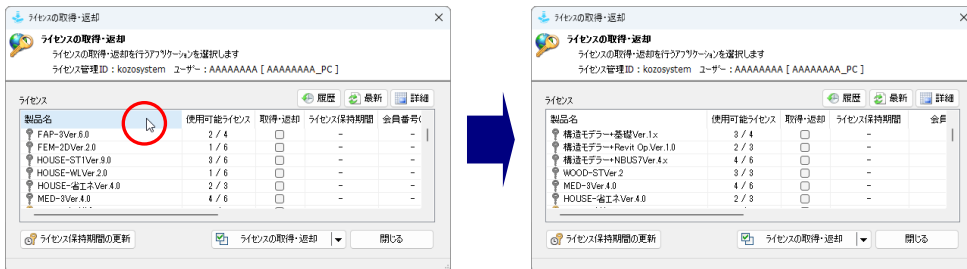 ライセンスの取得・返却
ライセンスの取得・返却
ライセンスの取得・返却を行うアプリケーションを選択します
ライセンス管理ID：kozosystem ユーザー：AAAAAAAA [ AAAAAAAA_PC ]
ライセンス
履歴 最新 詳細
製品名 使用可能ライセンス 取得・返却 ライセンス保持期間 会員番号(
FAP-3Ver.6.0 2 / 4 - -
FEM-2DVer.2.0 1 / 6 - -
HOUSE-ST1Ver.9.0 3 / 6 - -
HOUSE-WLVer.2.0 1 / 6 - -
HOUSE-省エネVer.4.0 2 / 3 - -
MED-3Ver.4.0 4 / 6 - -
ライセンス保持期間の更新 ライセンスの取得・返却 閉じる
ライセンスの取得・返却
ライセンスの取得・返却
ライセンスの取得・返却を行うアプリケーションを選択します
ライセンス管理ID：kozosystem ユーザー：AAAAAAAA [ AAAAAAAA_PC ]
ライセンス
履歴 最新 詳細
製品名 使用可能ライセンス 取得・返却 ライセンス保持期間 会員
構造モデラー+基礎Ver.1.x 3 / 4 -
構造モデラー+Revit Op.Ver.1.0 2 / 3 -
構造モデラー+NBUS7Ver.4.x 4 / 6 -
WOOD-STVer.2 3 / 3 -
MED-3Ver.4.0 4 / 6 -
HOUSE-省エネVer.4.0 2 / 3 -
ライセンス保持期間の更新 ライセンスの取得・返却 閉じる